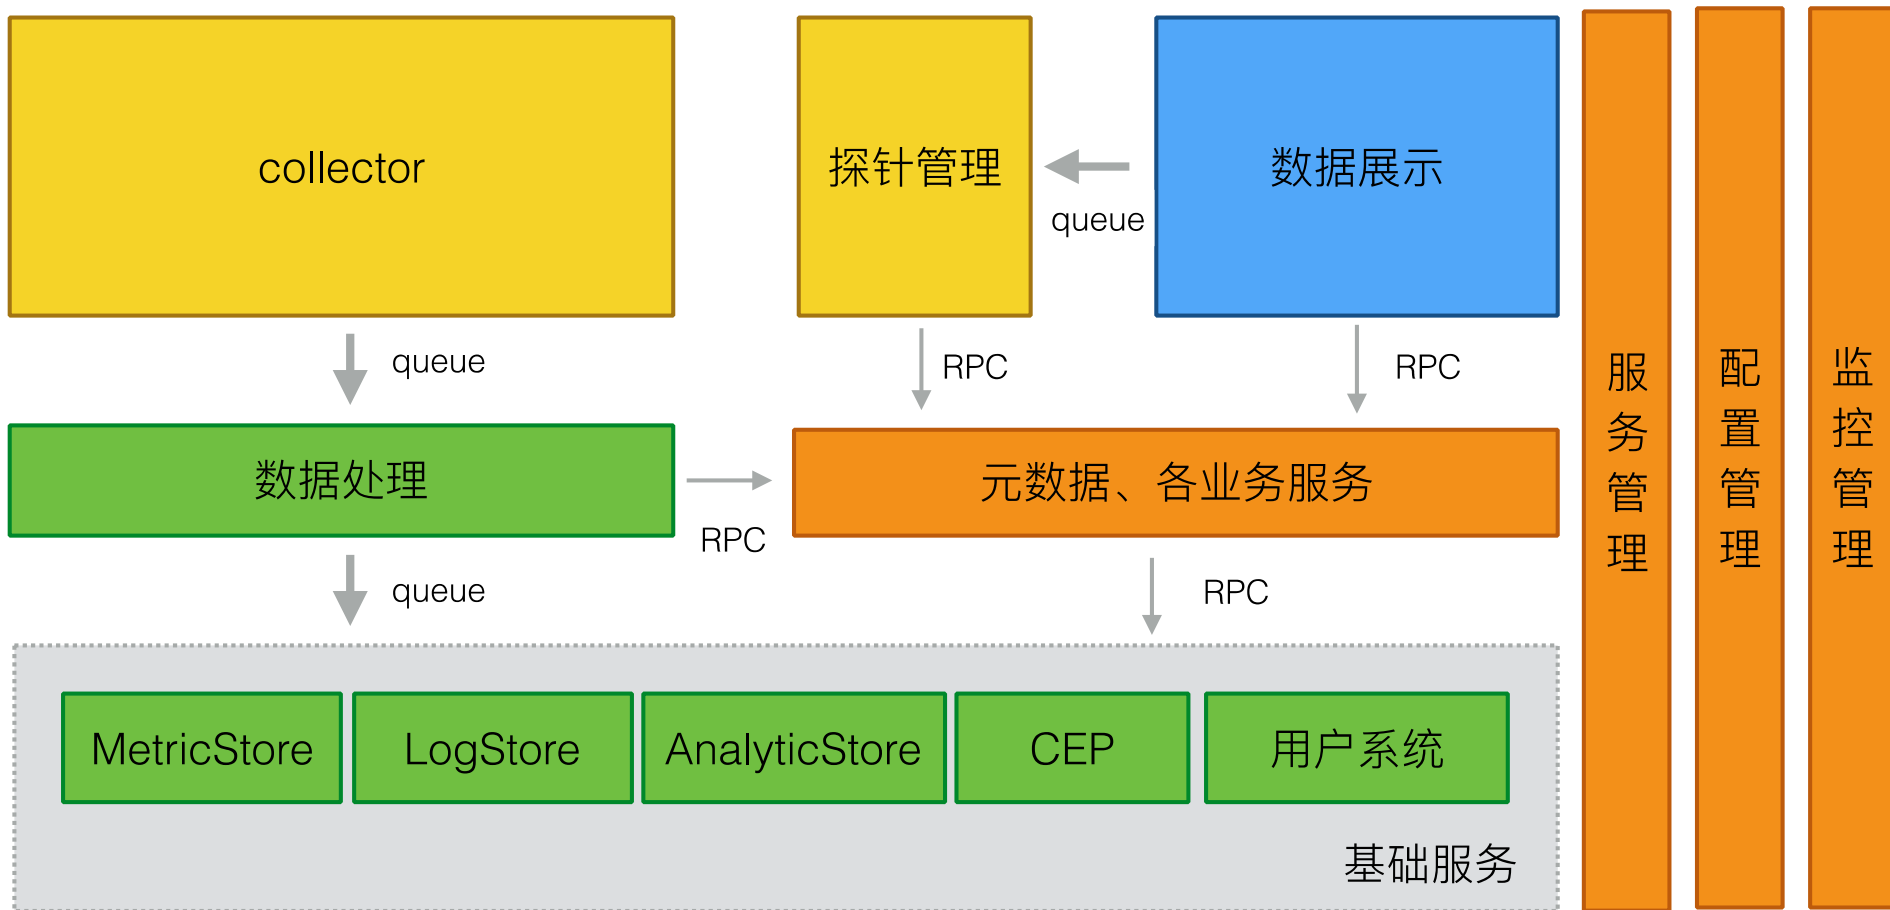 collector
探针管理
数据展示
queue
queue
RPC
RPC
数据处理
元数据、各业务服务
RPC
queue
RPC
MetricStore
LogStore
AnalyticStore
CEP
用户系统
基础服务
服务管理
配置管理
监控管理